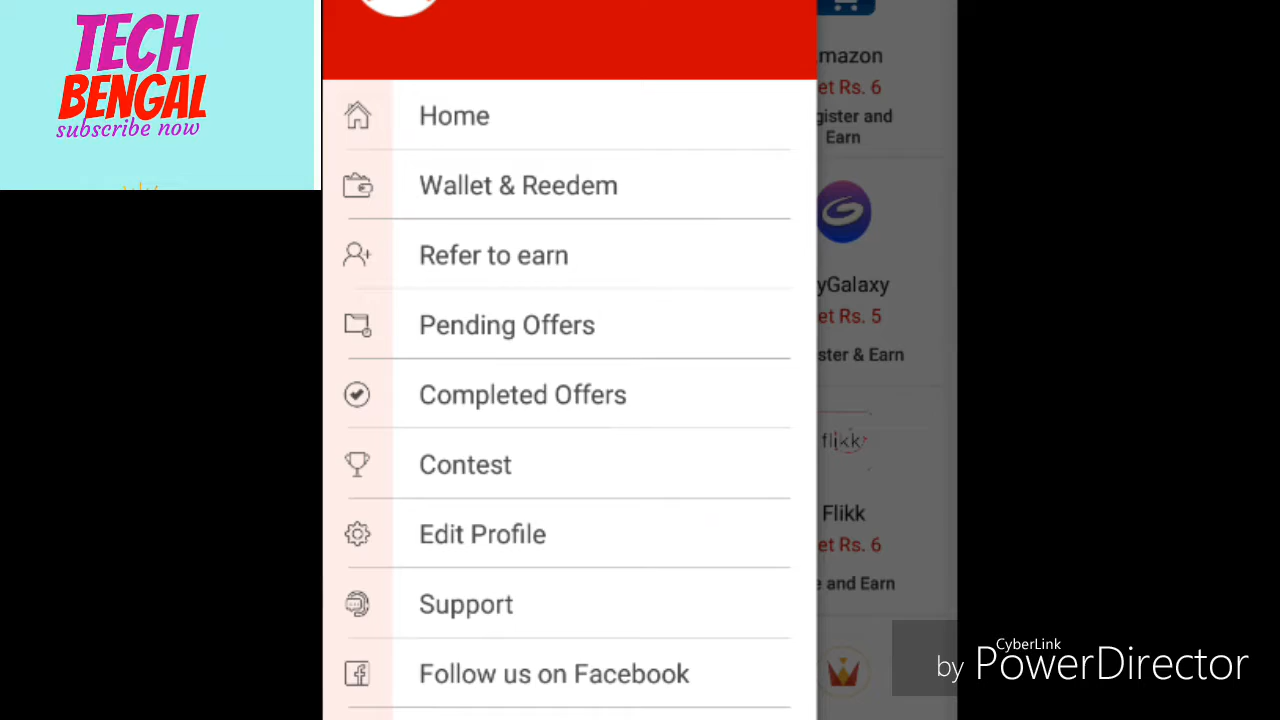 TECH
BENGAL
subscribe now
Home
Wallet & Reedem
Refer to earn
Pending Offers
Completed Offers
Contest
Edit Profile
Support
Follow us on Facebook
mazon
et Rs. 6
gister and
Earn
yGalaxy
et Rs. 5
ster & Earn
flikk
Flikk
et Rs. 6
e and Earn
CyberLink
by PowerDirector